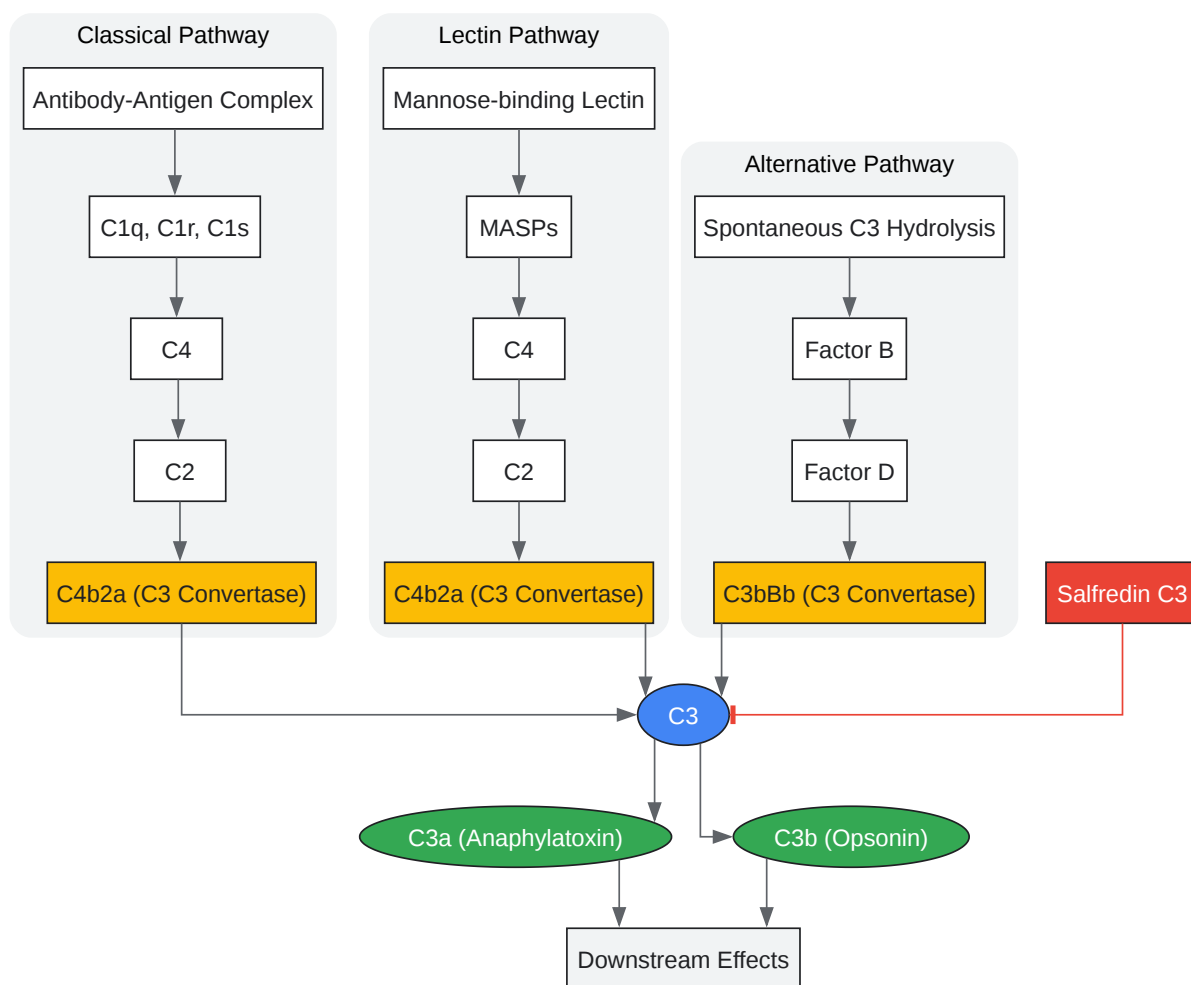 Classical Pathway
Antibody-Antigen Complex
C1q, C1r, C1s
C4
C2
C4b2a (C3 Convertase)
Lectin Pathway
Mannose-binding Lectin
MASPs
C4
C2
C4b2a (C3 Convertase)
Alternative Pathway
Spontaneous C3 Hydrolysis
Factor B
Factor D
C3bBb (C3 Convertase)
Salfredin C3
C3
C3a (Anaphylatoxin)
C3b (Opsonin)
Downstream Effects